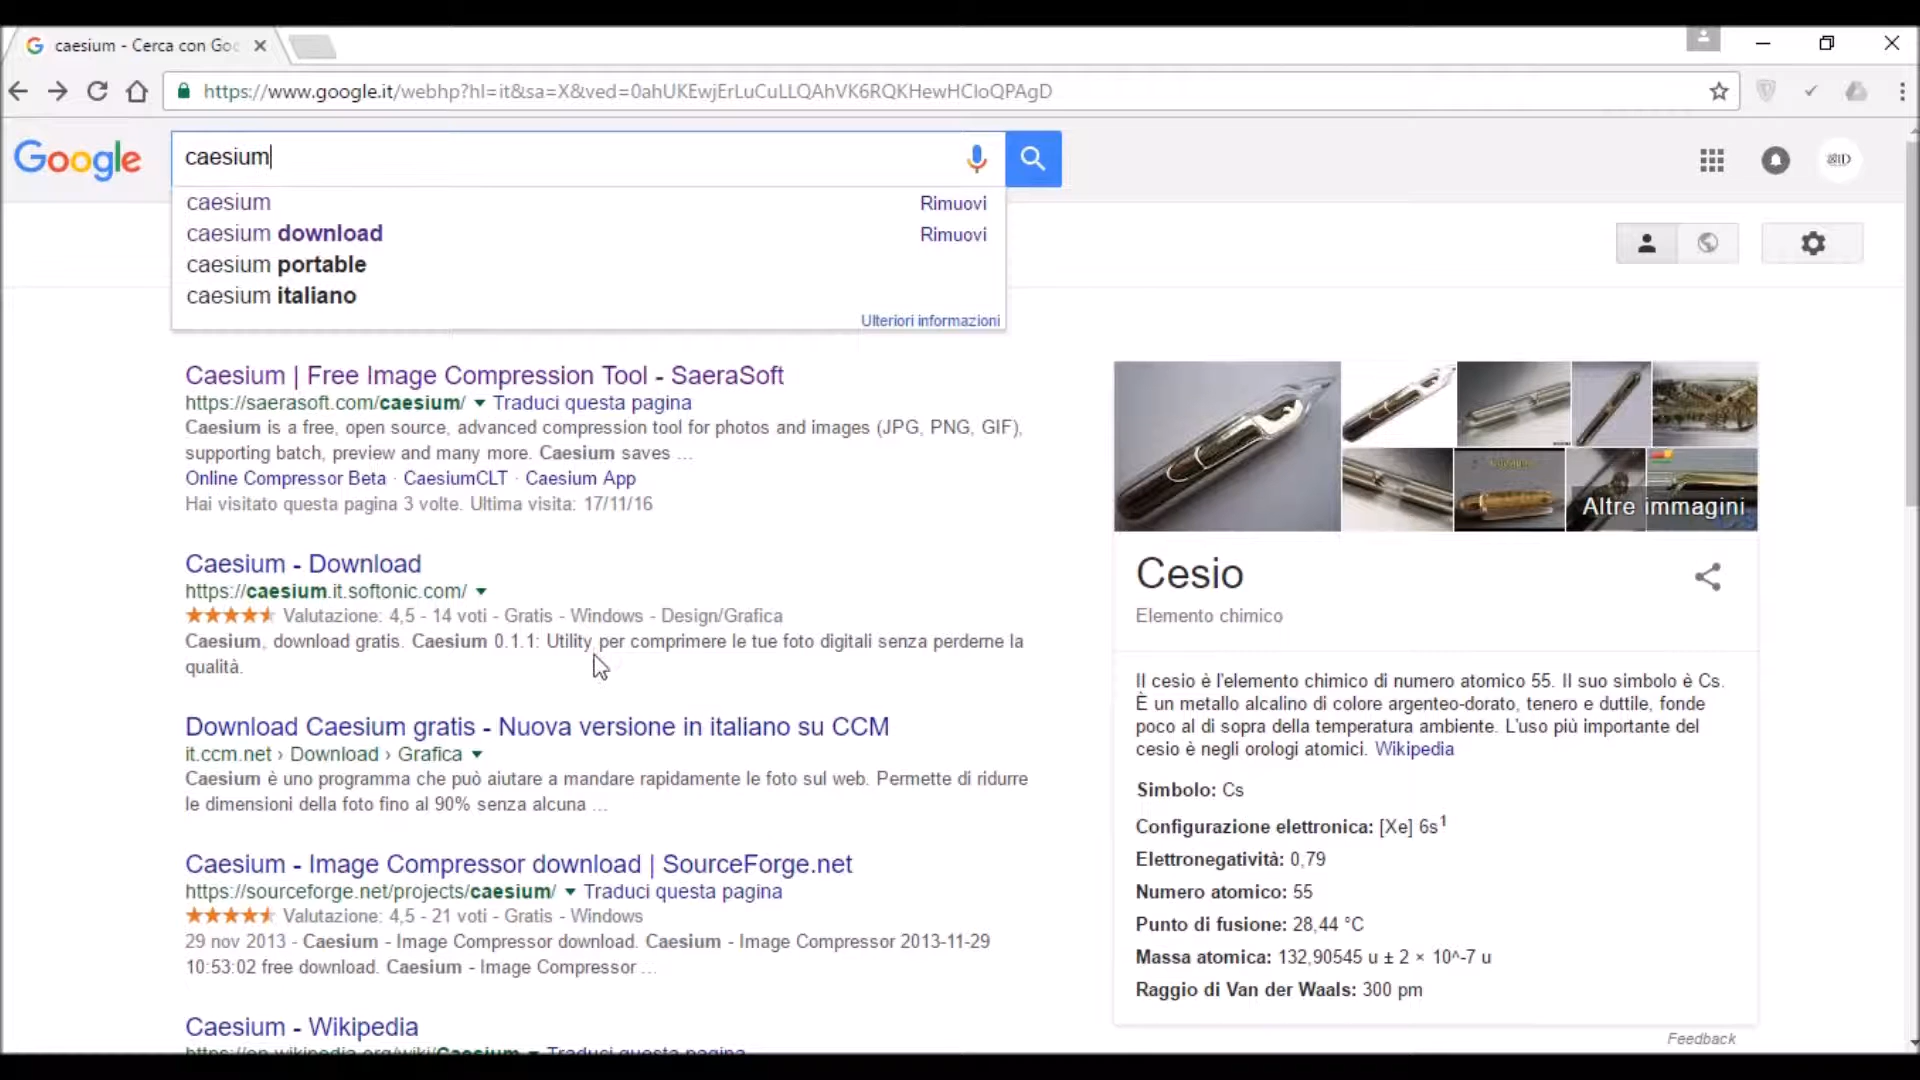 caesium - Cerca con Goo
https://www.google.it/webhp?hl=it&sa=X&ved=0ahUKEwjErLuCuLLQAhVK6RQKHewHCIoQPAgD
Google
caesium
caesium Rimuovi
caesium download Rimuovi
caesium portable
caesium italiano
Ulteriori informazioni
Caesium | Free Image Compression Tool - SaeraSoft
https://saerasoft.com/caesium/ Traduci questa pagina
Caesium is a free, open source, advanced compression tool for photos and images (JPG, PNG, GIF),
supporting batch, preview and many more. Caesium saves ...
Online Compressor Beta · CaesiumCLT · Caesium App
Hai visitato questa pagina 3 volte. Ultima visita: 17/11/16
Caesium - Download
https://caesium.it.softonic.com/
Valutazione: 4,5 - 14 voti - Gratis - Windows - Design/Grafica
Caesium, download gratis. Caesium 0.1.1: Utility per comprimere le tue foto digitali senza perderne la
qualità.
Download Caesium gratis - Nuova versione in italiano su CCM
it.ccm.net › Download › Grafica
Caesium è uno programma che può aiutare a mandare rapidamente le foto sul web. Permette di ridurre
le dimensioni della foto fino al 90% senza alcuna ...
Caesium - Image Compressor download | SourceForge.net
https://sourceforge.net/projects/caesium/ Traduci questa pagina
Valutazione: 4,5 - 21 voti - Gratis - Windows
29 nov 2013 - Caesium - Image Compressor download. Caesium - Image Compressor 2013-11-29
10:53:02 free download. Caesium - Image Compressor ...
Caesium - Wikipedia
https://en.wikipedia.org/wiki/Caesium Traduci questa pagina
Altre immagini
Cesio
Elemento chimico
Il cesio è l'elemento chimico di numero atomico 55. Il suo simbolo è Cs.
È un metallo alcalino di colore argenteo-dorato, tenero e duttile, fonde
poco al di sopra della temperatura ambiente. L'uso più importante del
cesio è negli orologi atomici. Wikipedia
Simbolo: Cs
Configurazione elettronica: [Xe] 6s¹
Elettronegatività: 0,79
Numero atomico: 55
Punto di fusione: 28,44 °C
Massa atomica: 132,90545 u ± 2 × 10^-7 u
Raggio di Van der Waals: 300 pm
Feedback